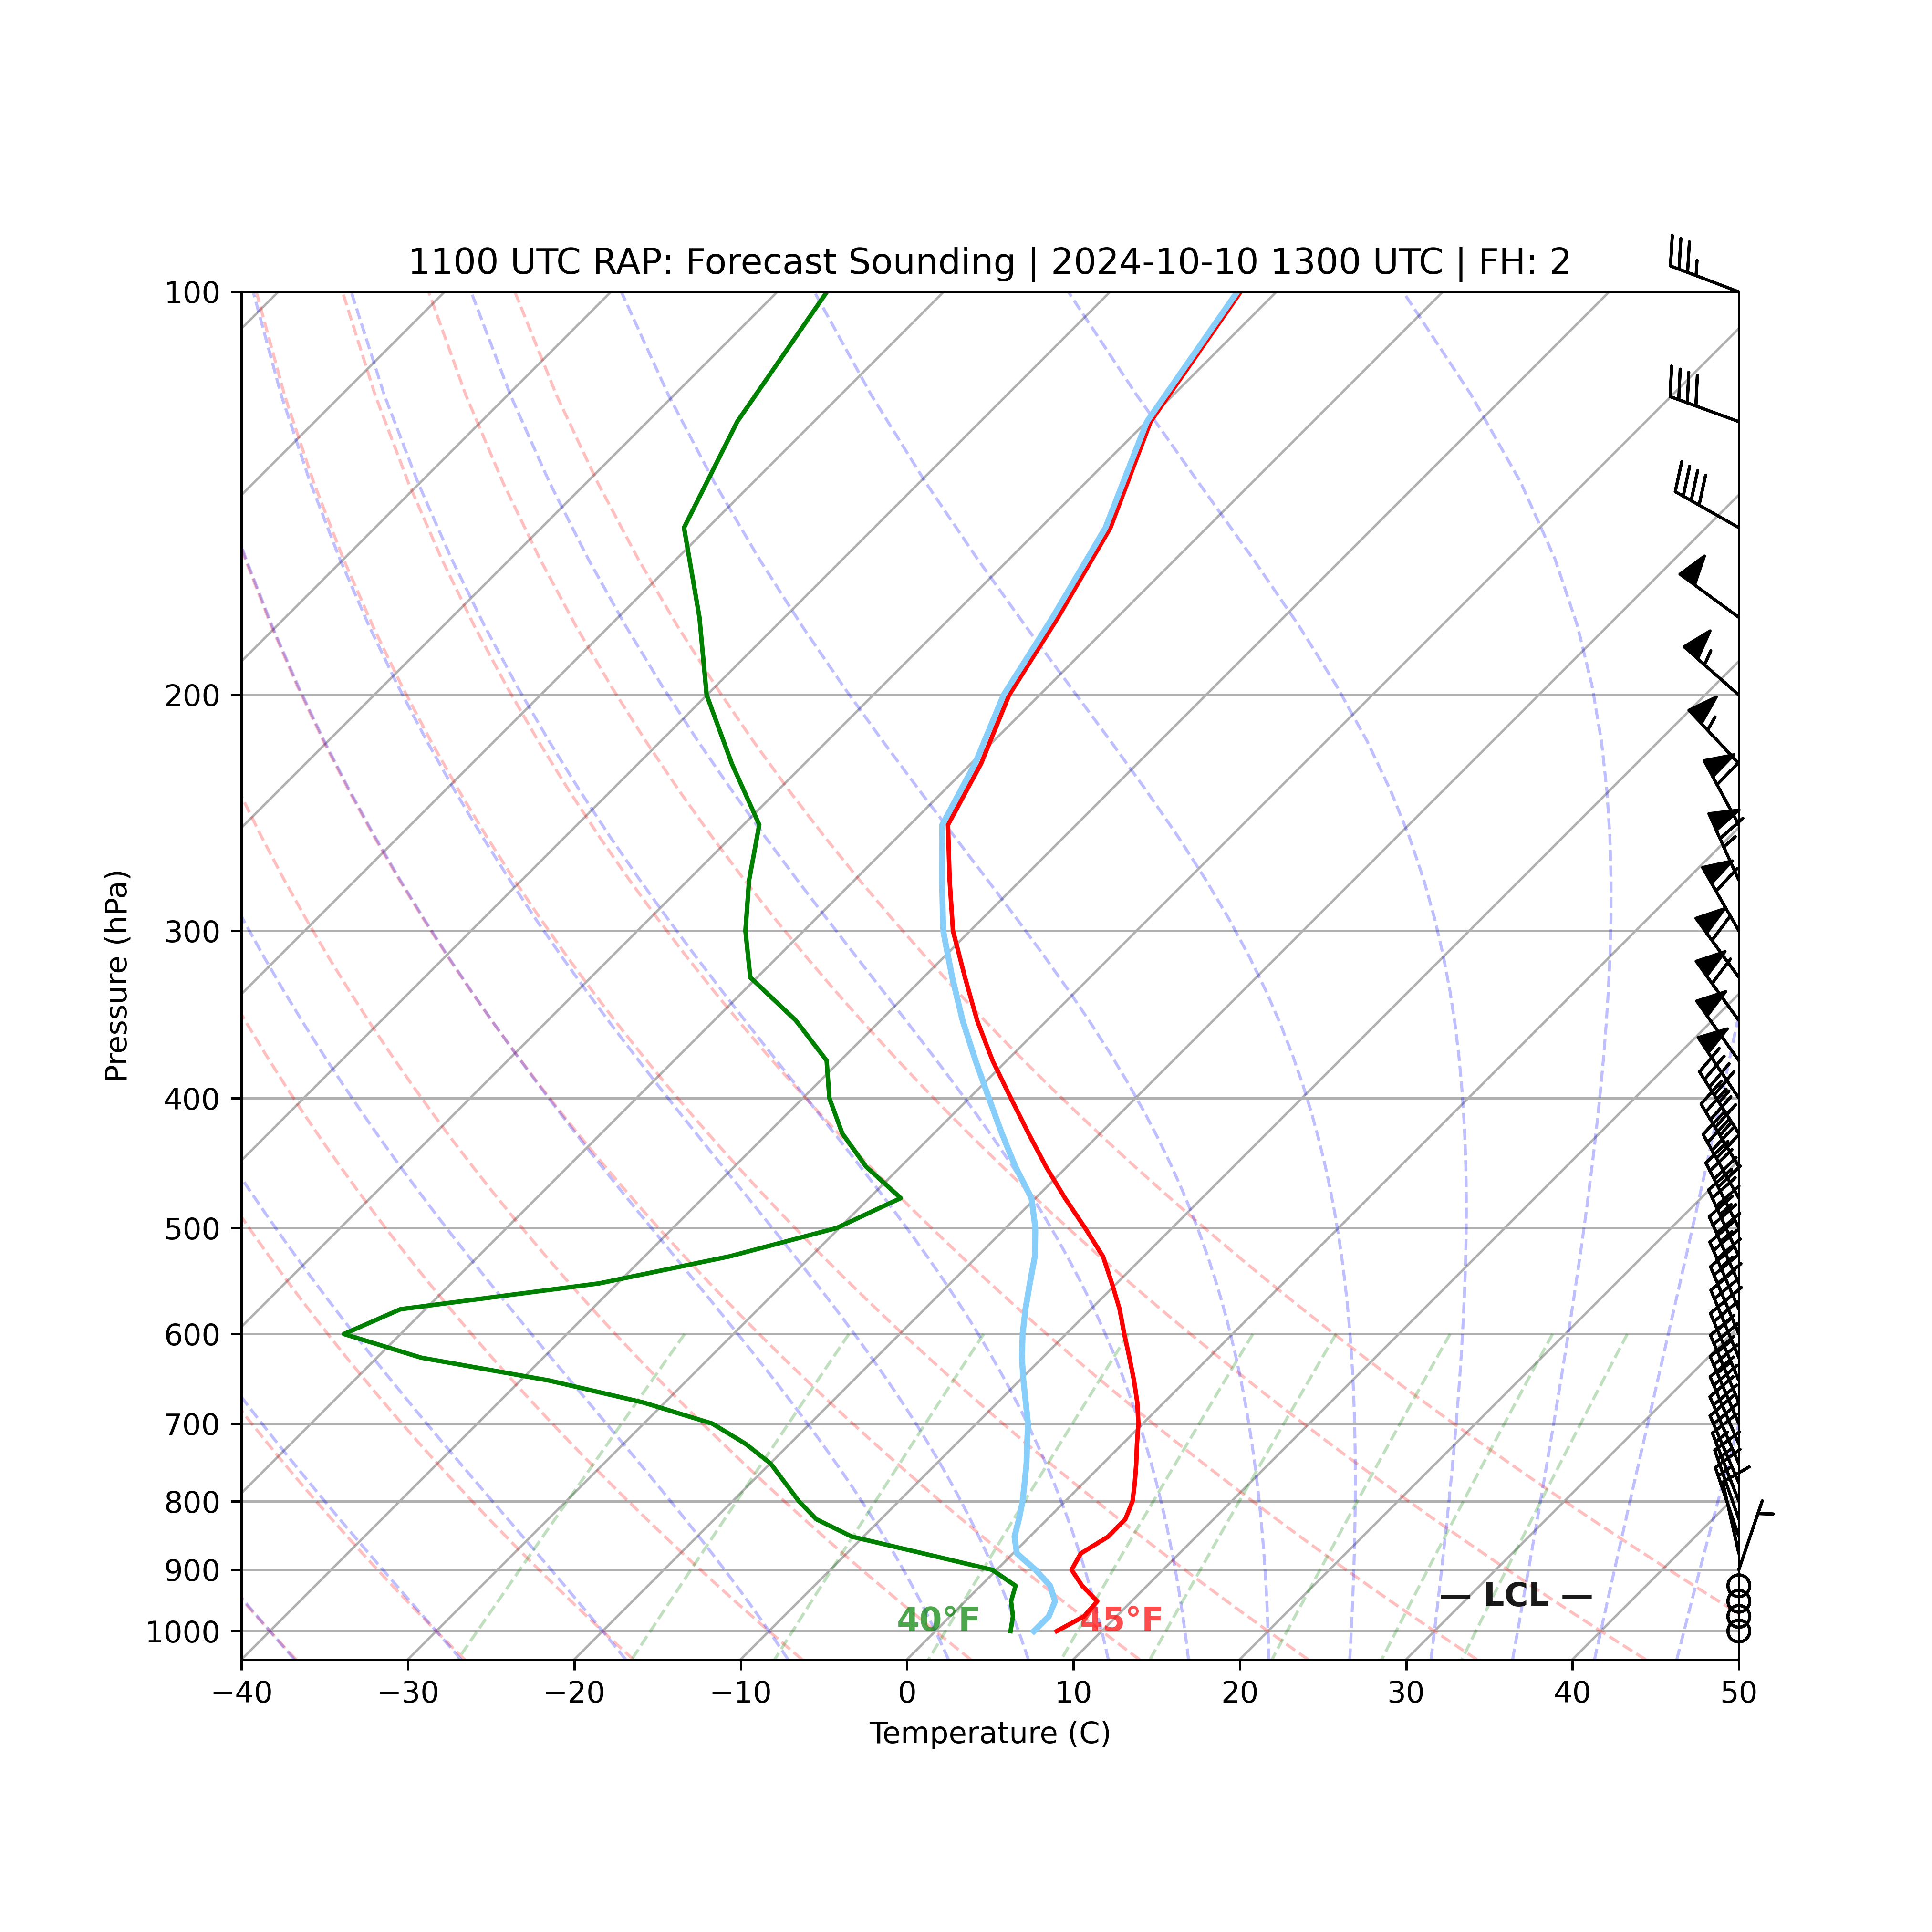 1100 UTC RAP: Forecast Sounding | 2024-10-10 1300 UTC | FH: 2
100
200
300
400
500
600
700
800
900
1000
Pressure (hPa)
— LCL —
40°F
45°F
−40 −30 −20 −10 0 10 20 30 40 50
Temperature (C)